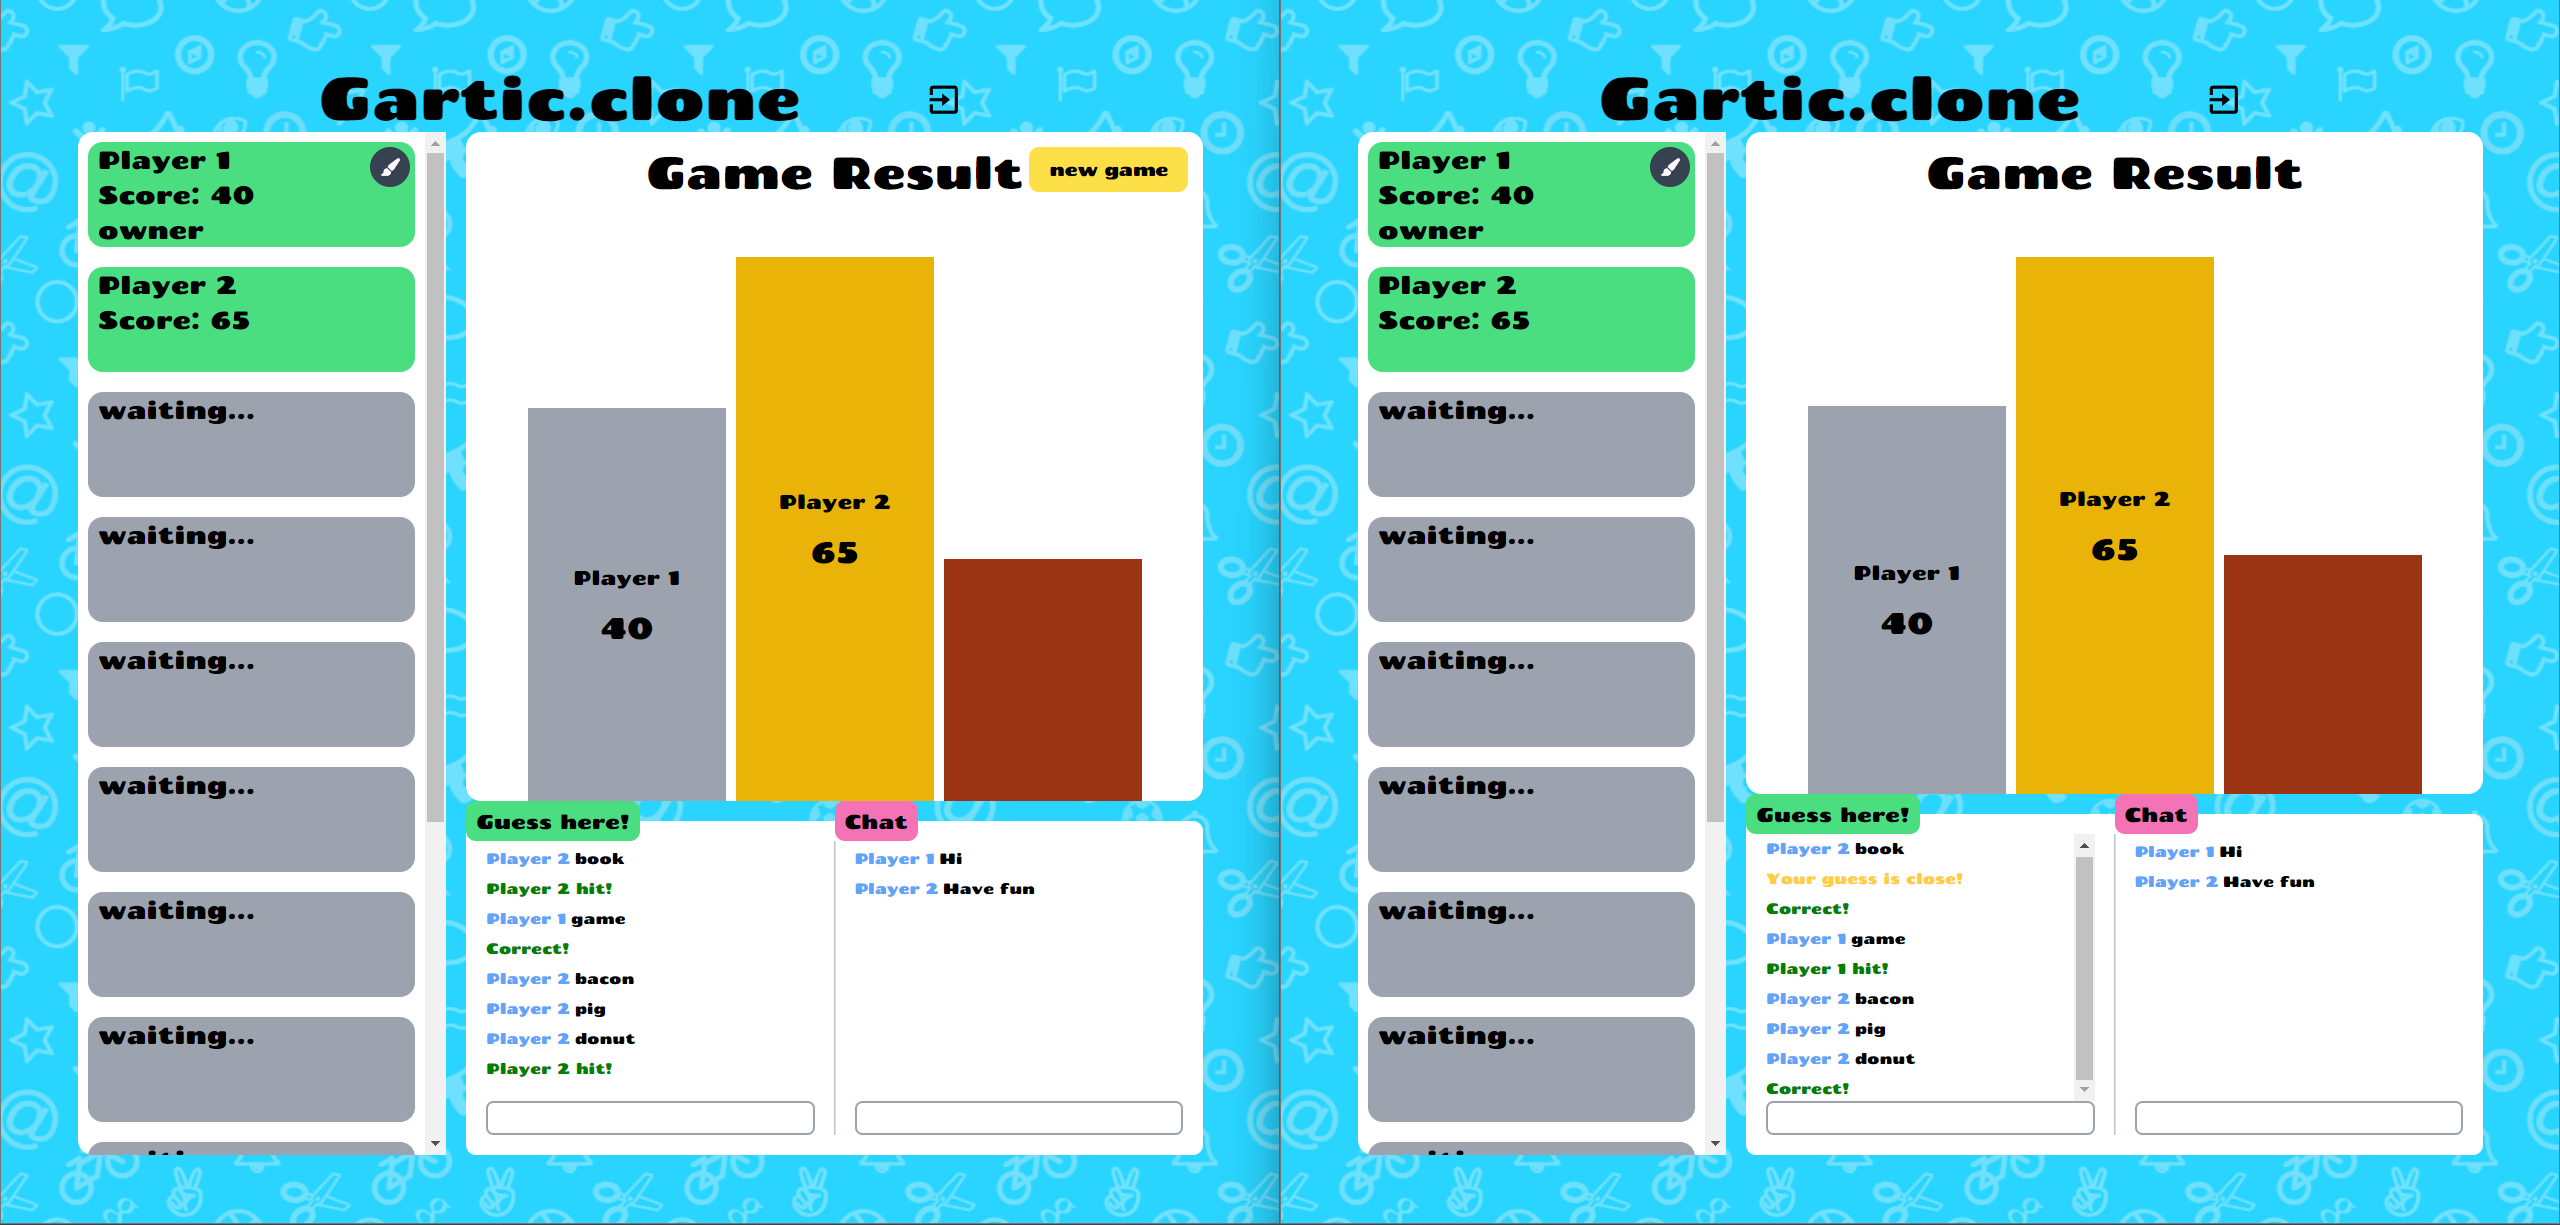 Gartic.clone
Player 1
Score: 40
owner
Player 2
Score: 65
waiting...
waiting...
waiting...
waiting...
waiting...
waiting...
Game Result
new game
Player 1
40
Player 2
65
Guess here!
Player 2 book
Player 2 hit!
Player 1 game
Correct!
Player 2 bacon
Player 2 pig
Player 2 donut
Player 2 hit!
Chat
Player 1 Hi
Player 2 Have fun
Gartic.clone
Player 1
Score: 40
owner
Player 2
Score: 65
waiting...
waiting...
waiting...
waiting...
waiting...
waiting...
Game Result
Player 1
40
Player 2
65
Guess here!
Player 2 book
Your guess is close!
Correct!
Player 1 game
Player 1 hit!
Player 2 bacon
Player 2 pig
Player 2 donut
Correct!
Chat
Player 1 Hi
Player 2 Have fun